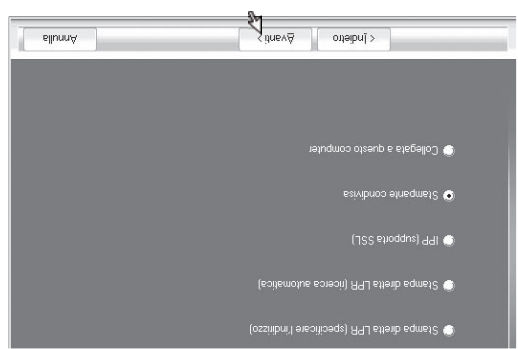 Stampa diretta LPR (specificare l'indirizzo)
Stampa diretta LPR (ricerca automatica)
IPP (supporta SSL)
Stampante condivisa
Collegata a questo computer
< Indietro
Avanti >
Annulla